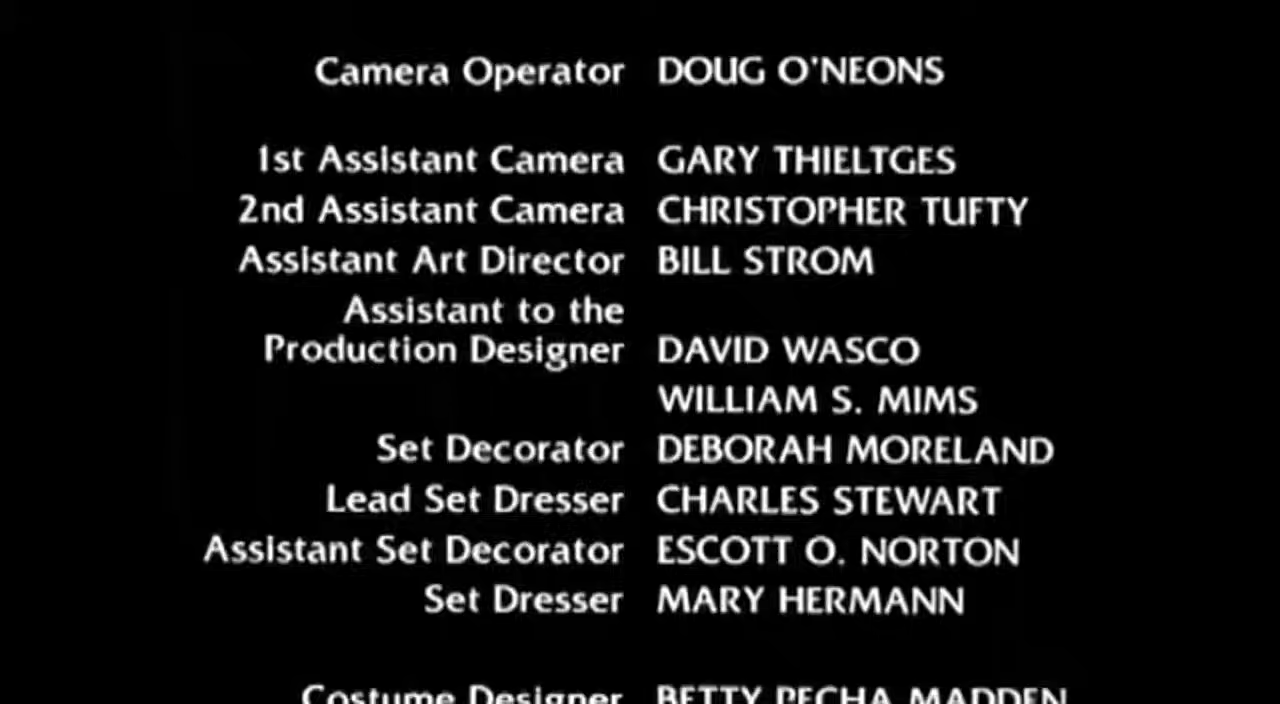 Camera Operator DOUG O'NEONS
1st Assistant Camera GARY THIELTGES
2nd Assistant Camera CHRISTOPHER TUFTY
Assistant Art Director BILL STROM
Assistant to the
Production Designer DAVID WASCO
WILLIAM S. MIMS
Set Decorator DEBORAH MORELAND
Lead Set Dresser CHARLES STEWART
Assistant Set Decorator ESCOTT O. NORTON
Set Dresser MARY HERMANN
Costume Designer BETTY PECHA MADDEN